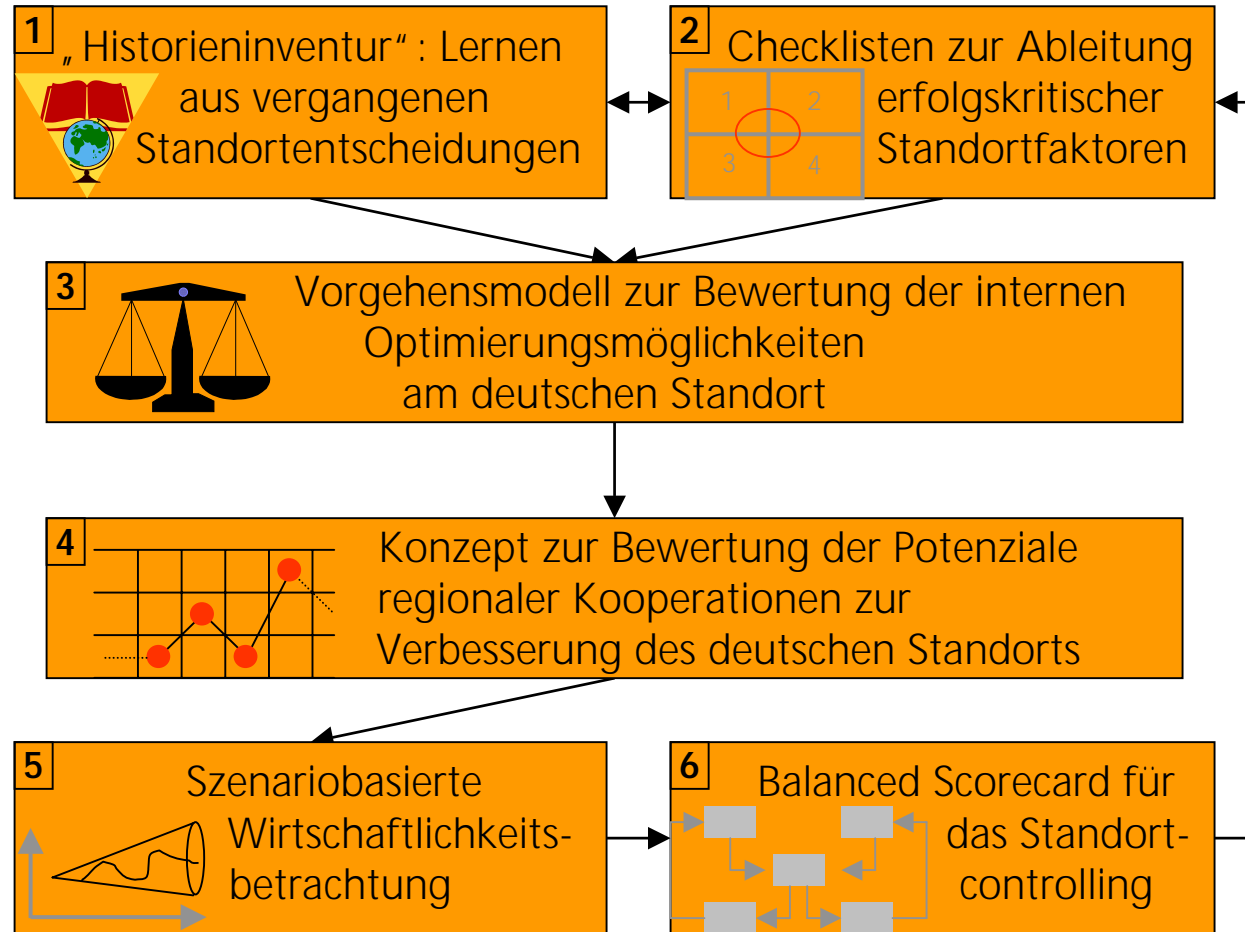 1
„Historieninventur“ : Lernen
aus vergangenen
Standortentscheidungen
2
Checklisten zur Ableitung
erfolgskritischer
Standortfaktoren
1 2
3 4
3
Vorgehensmodell zur Bewertung der internen
Optimierungsmöglichkeiten
am deutschen Standort
4
Konzept zur Bewertung der Potenziale
regionaler Kooperationen zur
Verbesserung des deutschen Standorts
5
Szenariobasierte
Wirtschaftlichkeits-
betrachtung
6
Balanced Scorecard für
das Standort-
controlling